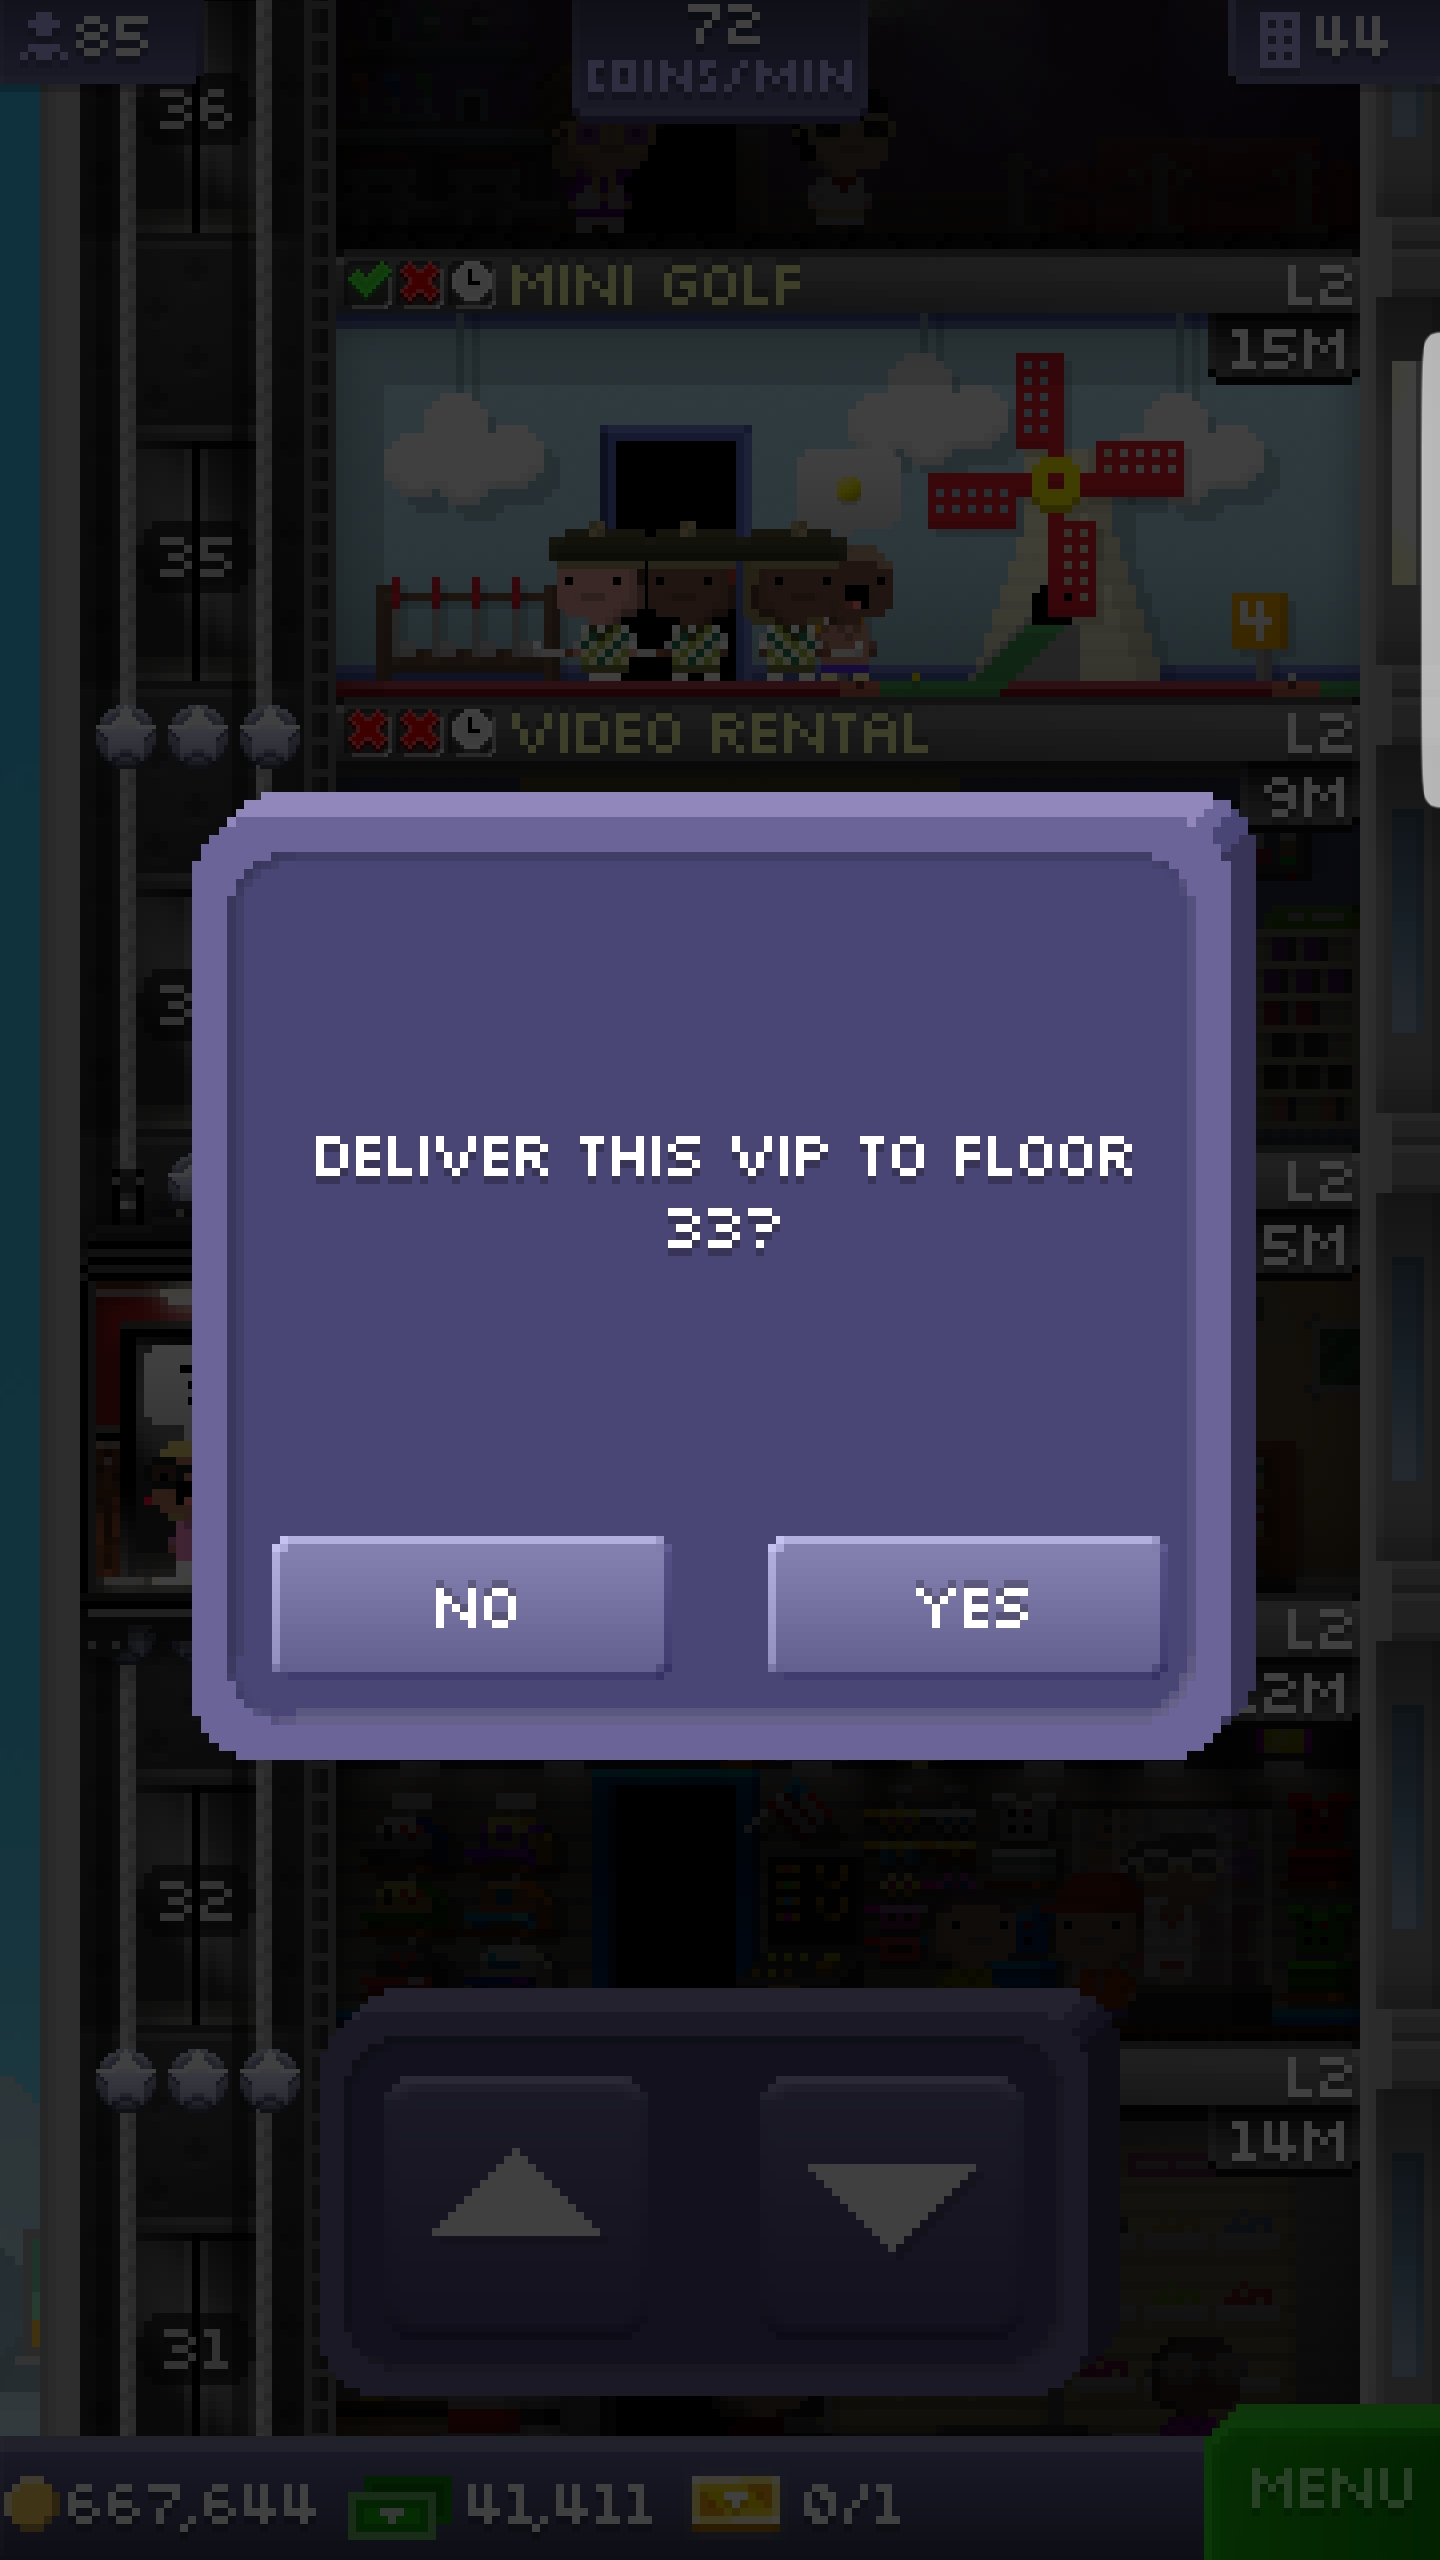 85
72
COINS/MIN
44
36
MINI GOLF
L2
15M
4
35
VIDEO RENTAL
L2
9M
DELIVER THIS VIP TO FLOOR
33?
L2
5M
NO
YES
L2
2M
32
L2
14M
31
667,644
41,411
0/1
MENU